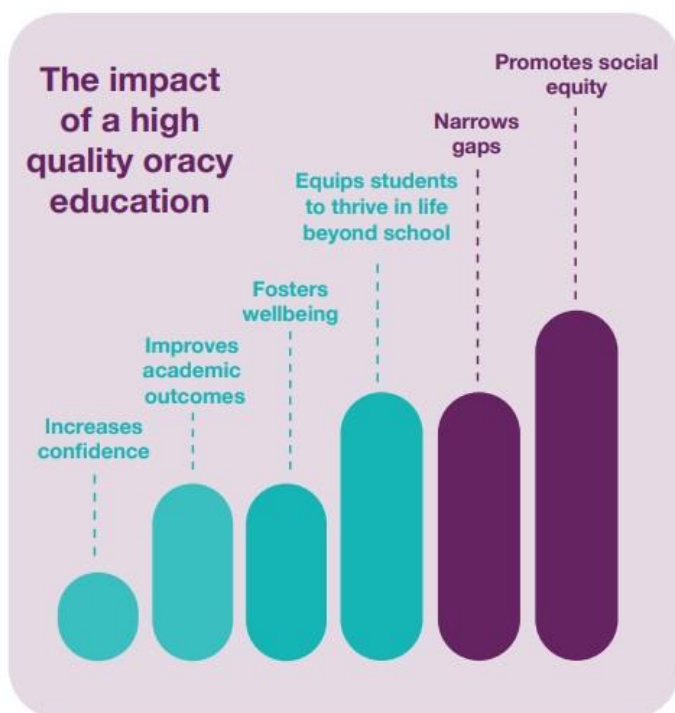 The impact
of a high
quality oracy
education
Increases
confidence
Improves
academic
outcomes
Fosters
wellbeing
Equips students
to thrive in life
beyond school
Narrows
gaps
Promotes social
equity